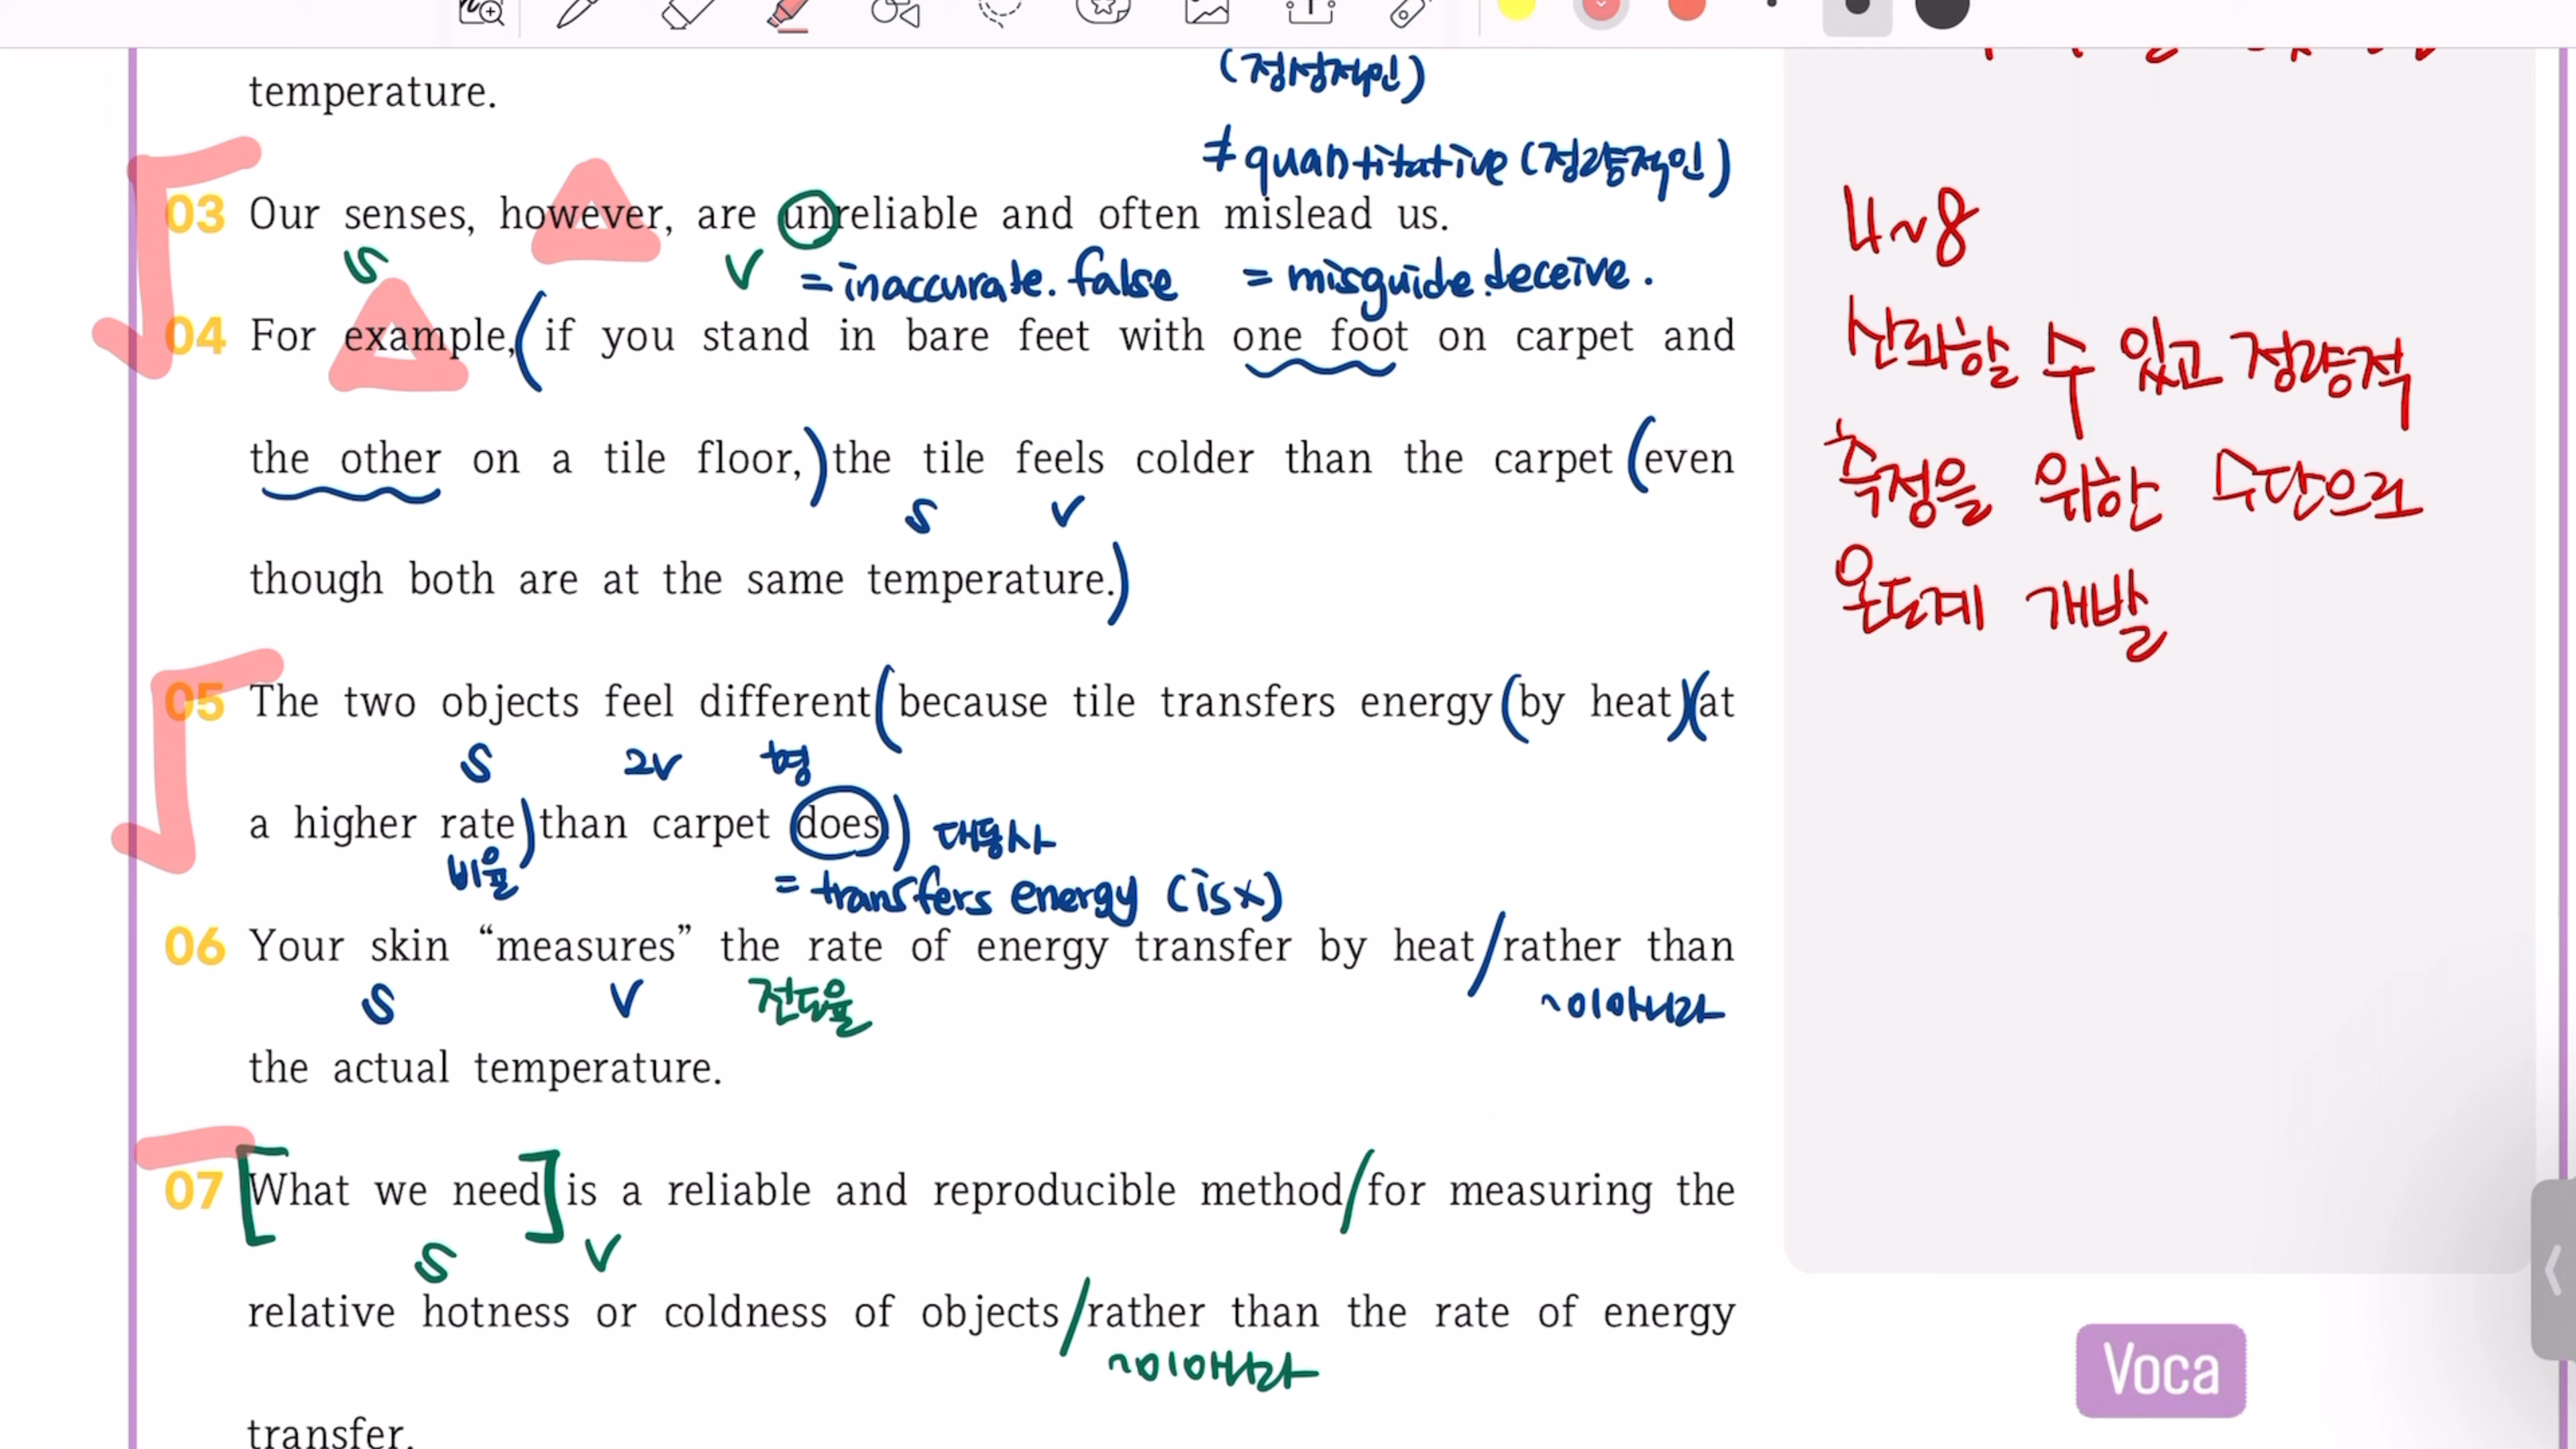 temperature.
(정성적인)
≠ quantitative (정량적인)
03 Our senses, however, are unreliable and often mislead us.
S V = inaccurate. false = misguide. deceive.
04 For example, (if you stand in bare feet with one foot on carpet and
the other on a tile floor,) the tile feels colder than the carpet (even
S V
though both are at the same temperature.)
05 The two objects feel different (because tile transfers energy (by heat) (at
S 2V 형
a higher rate) than carpet does.) 대동사
비율 = transfers energy (is x)
06 Your skin “measures” the rate of energy transfer by heat / rather than
S V 전달율 ~이아니라
the actual temperature.
07 [What we need] is a reliable and reproducible method / for measuring the
S V
relative hotness or coldness of objects / rather than the rate of energy
~이아니라
transfer.
4~8
신뢰할 수 있고 정량적
측정을 위한 수단으로
온도계 개발
Voca